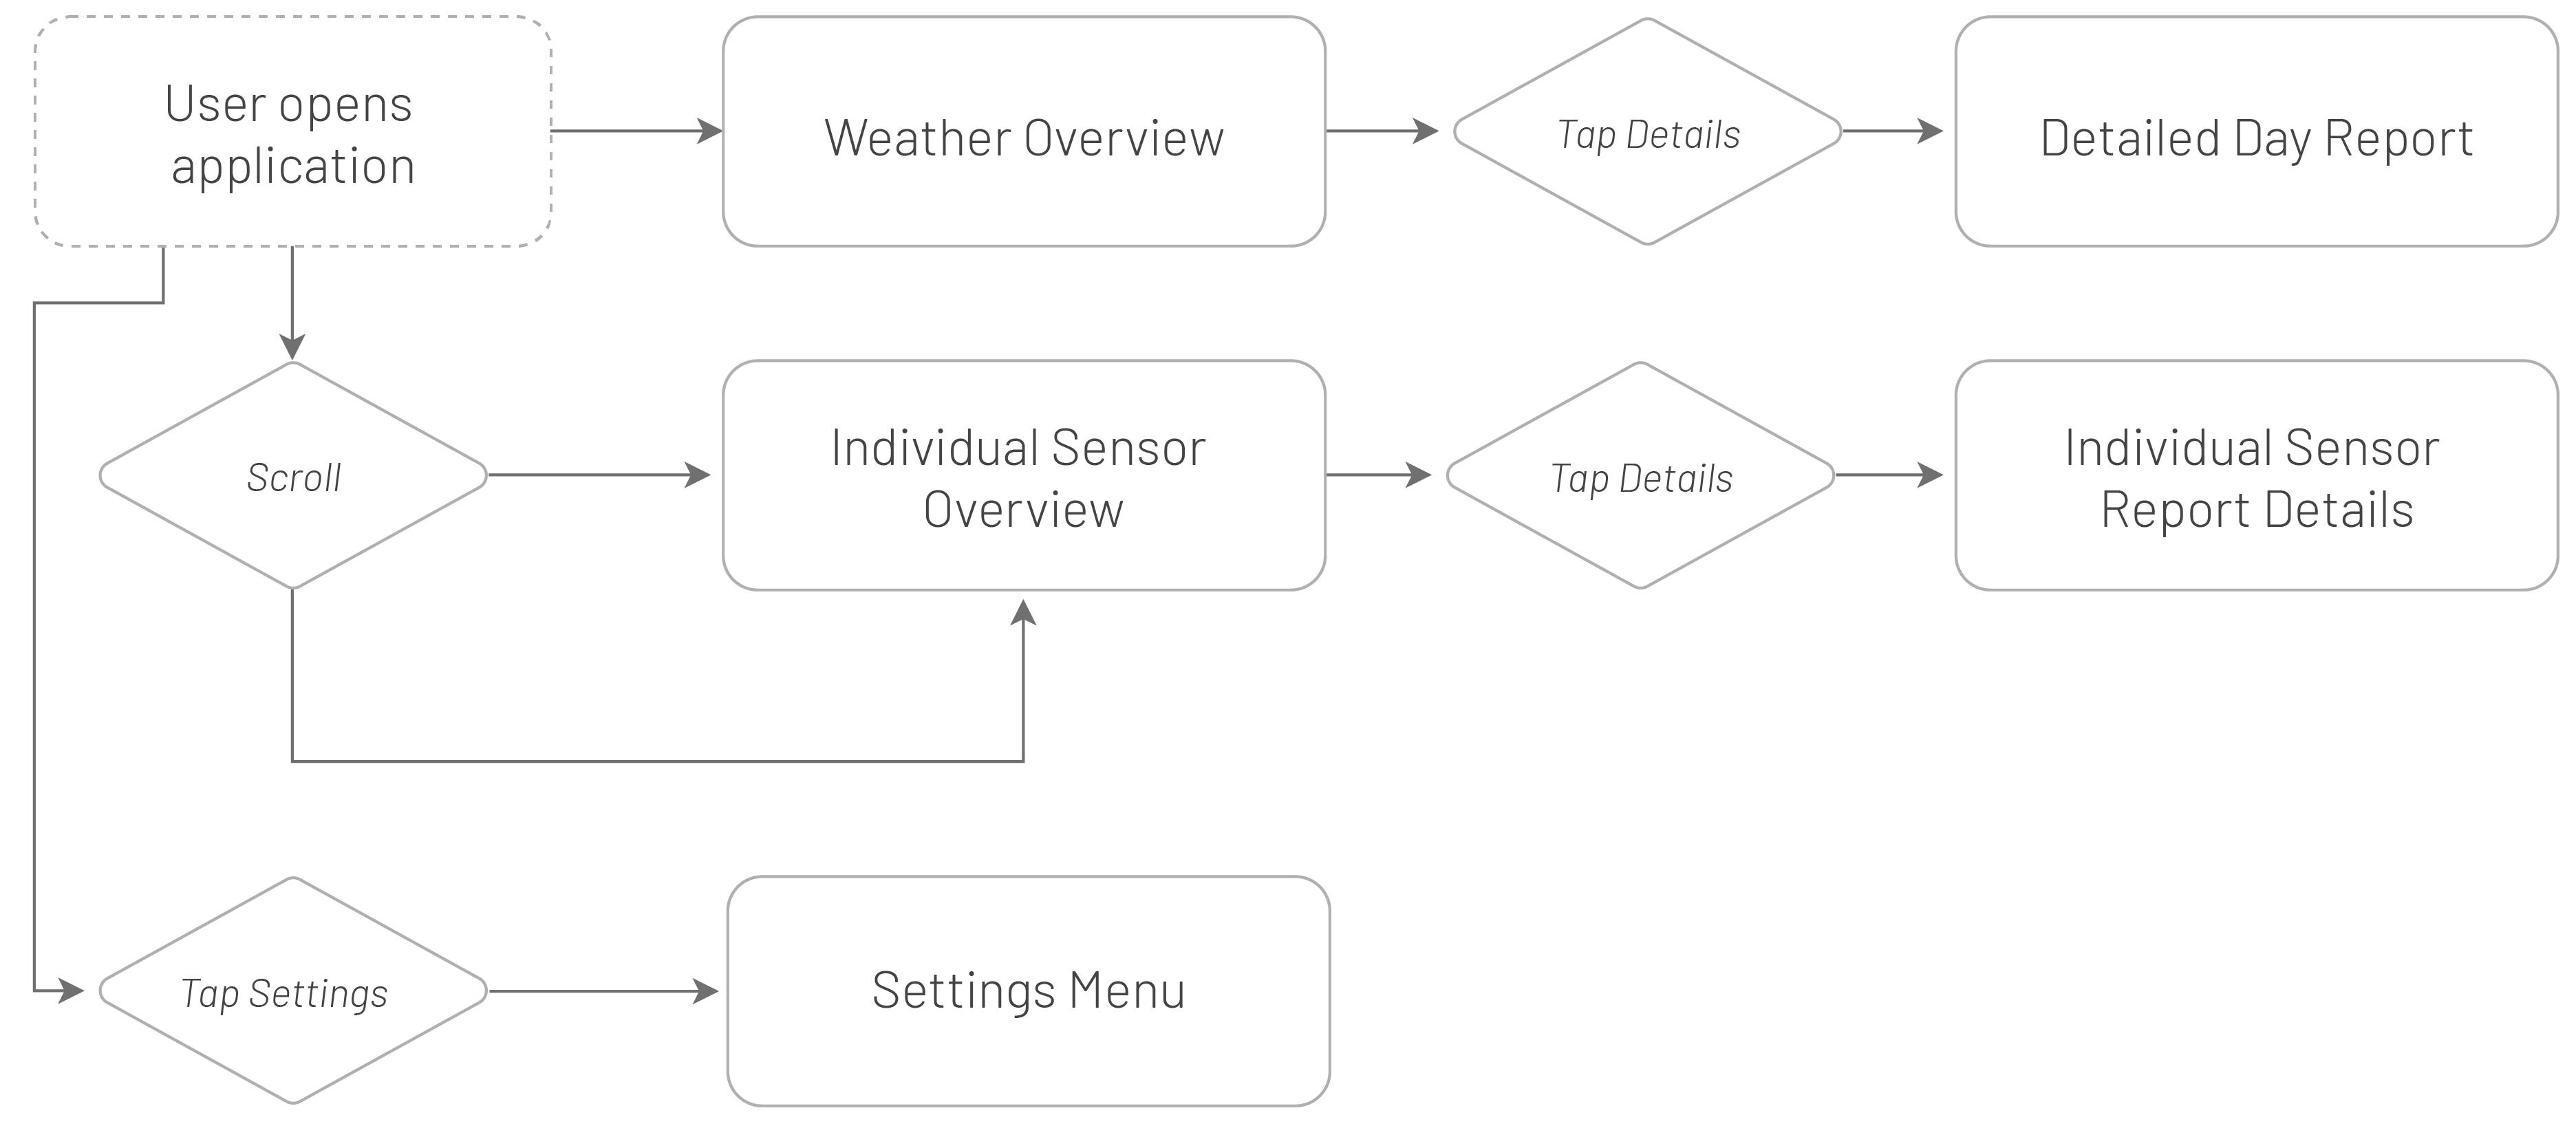 User opens
application
Weather Overview
Tap Details
Detailed Day Report
Scroll
Individual Sensor
Overview
Tap Details
Individual Sensor
Report Details
Tap Settings
Settings Menu